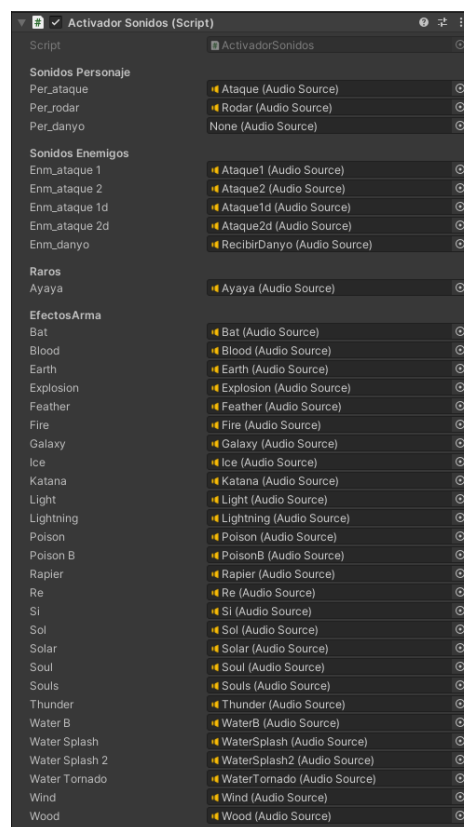 Activador Sonidos (Script)
Script ActivadorSonidos
Sonidos Personaje
Per_ataque Ataque (Audio Source)
Per_rodar Rodar (Audio Source)
Per_danyo None (Audio Source)
Sonidos Enemigos
Enm_ataque 1 Ataque1 (Audio Source)
Enm_ataque 2 Ataque2 (Audio Source)
Enm_ataque 1d Ataque1d (Audio Source)
Enm_ataque 2d Ataque2d (Audio Source)
Enm_danyo RecibirDanyo (Audio Source)
Raros
Ayaya Ayaya (Audio Source)
EfectosArma
Bat Bat (Audio Source)
Blood Blood (Audio Source)
Earth Earth (Audio Source)
Explosion Explosion (Audio Source)
Feather Feather (Audio Source)
Fire Fire (Audio Source)
Galaxy Galaxy (Audio Source)
Ice Ice (Audio Source)
Katana Katana (Audio Source)
Light Light (Audio Source)
Lightning Lightning (Audio Source)
Poison Poison (Audio Source)
Poison B PoisonB (Audio Source)
Rapier Rapier (Audio Source)
Re Re (Audio Source)
Si Si (Audio Source)
Sol Sol (Audio Source)
Solar Solar (Audio Source)
Soul Soul (Audio Source)
Souls Souls (Audio Source)
Thunder Thunder (Audio Source)
Water B WaterB (Audio Source)
Water Splash WaterSplash (Audio Source)
Water Splash 2 WaterSplash2 (Audio Source)
Water Tornado WaterTornado (Audio Source)
Wind Wind (Audio Source)
Wood Wood (Audio Source)